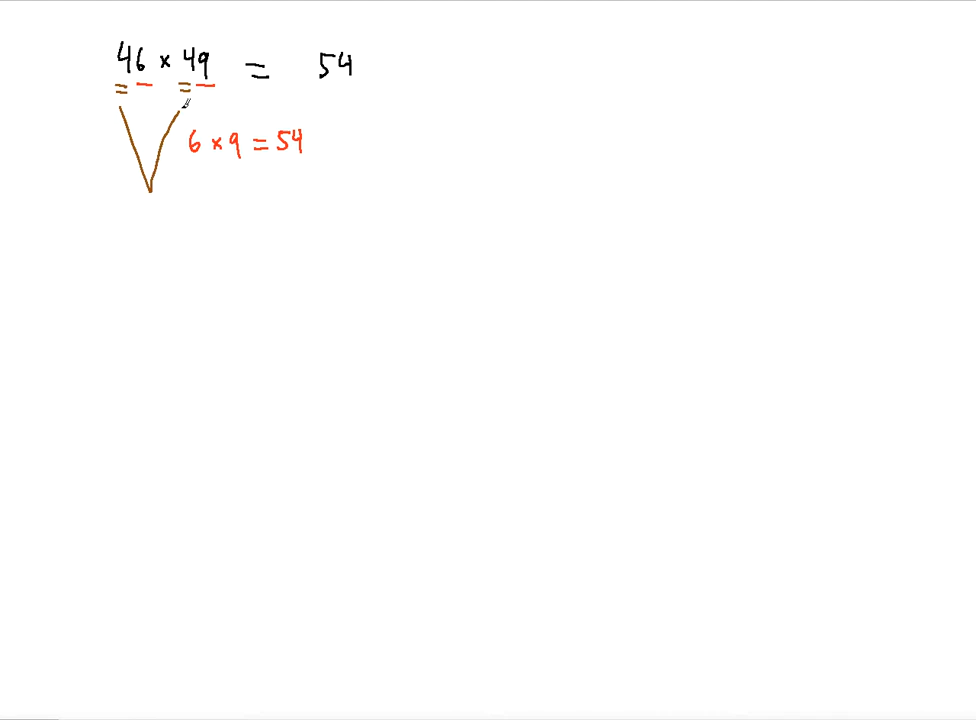 46 × 49 = 54
6 × 9 = 54